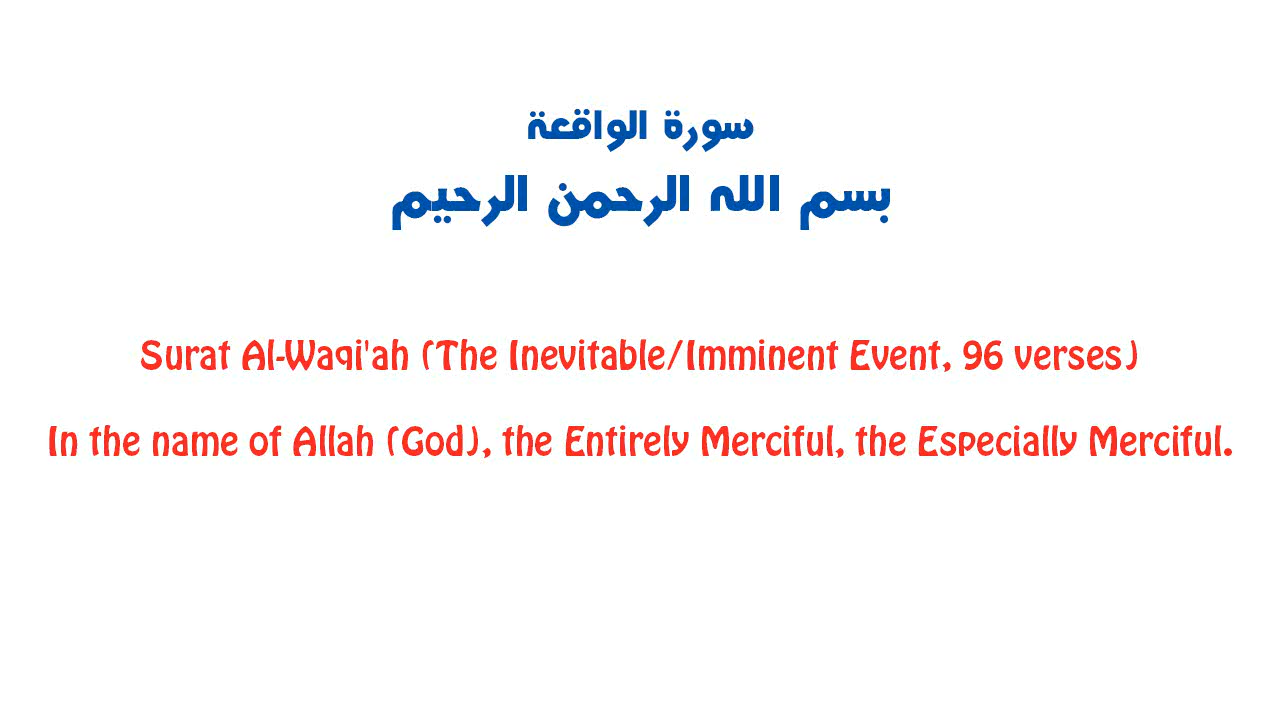 سورة الواقعة
بسم الله الرحمن الرحيم
Surat Al-Waqi'ah (The Inevitable/Imminent Event, 96 verses)
In the name of Allah (God), the Entirely Merciful, the Especially Merciful.